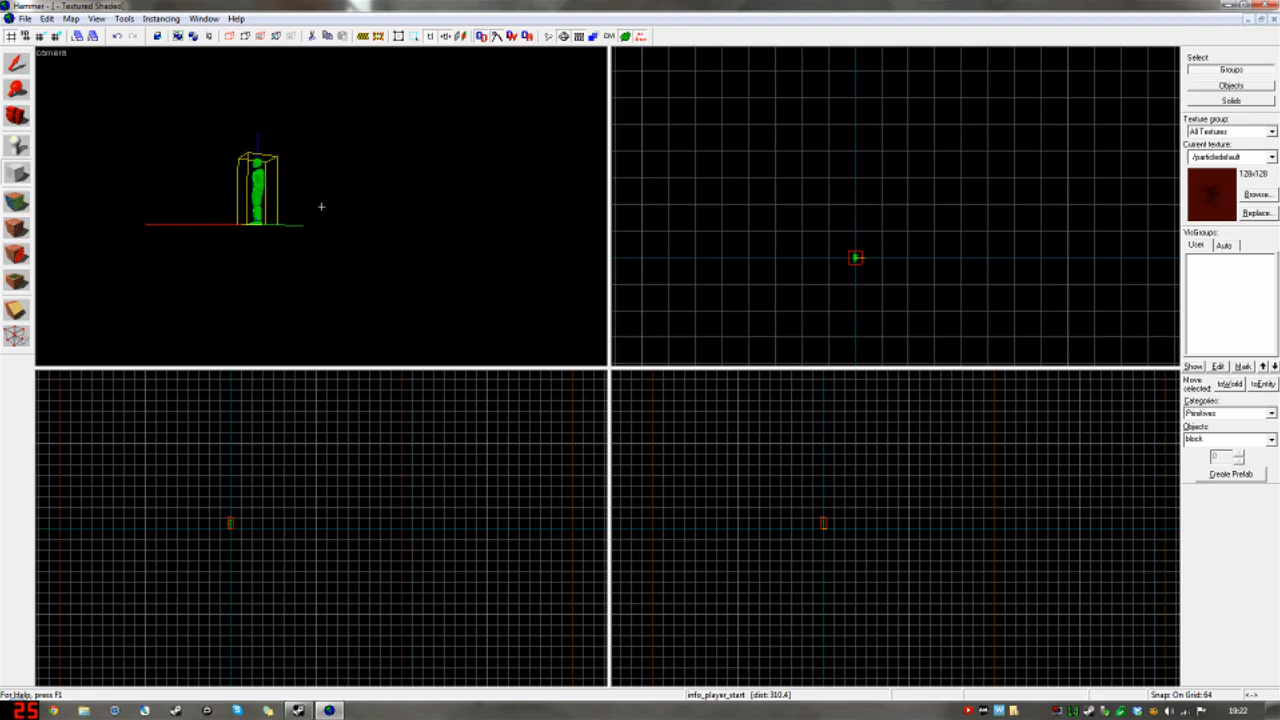 Hammer - [ - Textured Shaded]
File Edit Map View Tools Instancing Window Help
camera
Select:
Groups
Objects
Solids
Texture group:
All Textures
Current texture:
/particledefault
128x128
Browse...
Replace...
VisGroups:
User Auto
Show Edit Mark
Move selected: toWorld toEntity
Categories:
Primitives
Objects:
block
0
Create Prefab
For Help, press F1
info_player_start [dist: 310.4]
Snap: On Grid: 64
<->
25
19:22